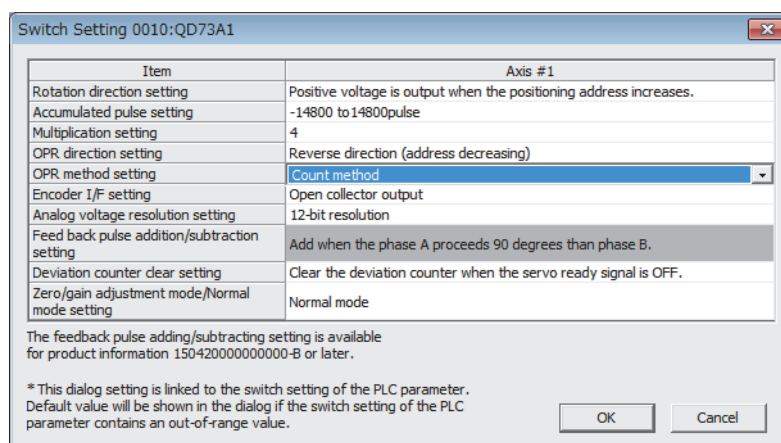 Switch Setting 0010:QD73A1
Item Axis #1
Rotation direction setting Positive voltage is output when the positioning address increases.
Accumulated pulse setting -14800 to14800pulse
Multiplication setting 4
OPR direction setting Reverse direction (address decreasing)
OPR method setting Count method
Encoder I/F setting Open collector output
Analog voltage resolution setting 12-bit resolution
Feed back pulse addition/subtraction
setting Add when the phase A proceeds 90 degrees than phase B.
Deviation counter clear setting Clear the deviation counter when the servo ready signal is OFF.
Zero/gain adjustment mode/Normal
mode setting Normal mode
The feedback pulse adding/subtracting setting is available
for product information 150420000000000-B or later.
* This dialog setting is linked to the switch setting of the PLC parameter.
Default value will be shown in the dialog if the switch setting of the PLC
parameter contains an out-of-range value.
OK Cancel